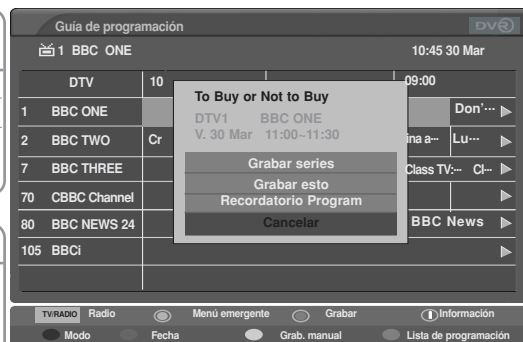 Guía de programación DVR
1 BBC ONE 10:45 30 Mar
DTV 10 09:00
1 BBC ONE Don'...
2 BBC TWO Cr ina a... Lu...
7 BBC THREE Class TV:... Cl...
70 CBBC Channel
80 BBC NEWS 24 BBC News
105 BBCi
To Buy or Not to Buy
DTV1 BBC ONE
V. 30 Mar 11:00~11:30
Grabar series
Grabar esto
Recordatorio Program
Cancelar
TV/RADIO Radio Menú emergente Grabar Información
Modo Fecha Grab. manual Lista de programación